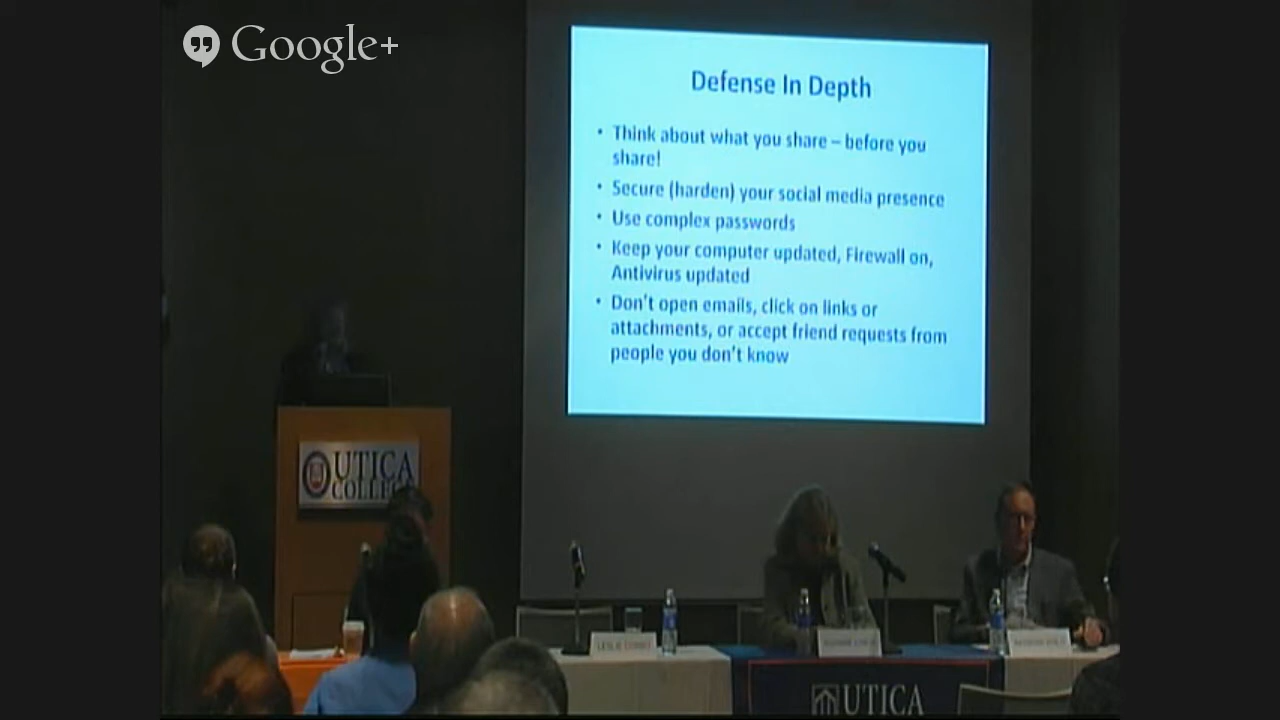 Google+
Defense In Depth
• Think about what you share – before you
share!
• Secure (harden) your social media presence
• Use complex passwords
• Keep your computer updated, Firewall on,
Antivirus updated
• Don't open emails, click on links or
attachments, or accept friend requests from
people you don't know
UTICA
COLLEGE
LESLIE
UTICA